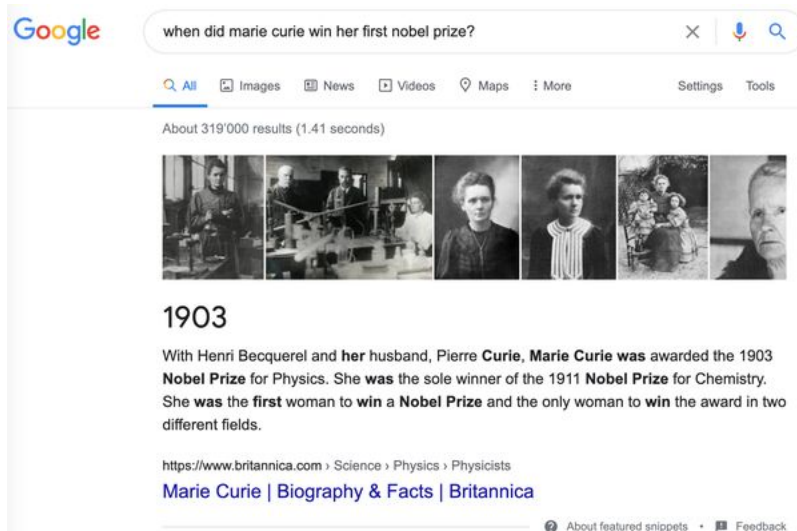 Google
when did marie curie win her first nobel prize?
All Images News Videos Maps More Settings Tools
About 319'000 results (1.41 seconds)
1903
With Henri Becquerel and her husband, Pierre Curie, Marie Curie was awarded the 1903
Nobel Prize for Physics. She was the sole winner of the 1911 Nobel Prize for Chemistry.
She was the first woman to win a Nobel Prize and the only woman to win the award in two
different fields.
https://www.britannica.com › Science › Physics › Physicists
Marie Curie | Biography & Facts | Britannica
About featured snippets • Feedback